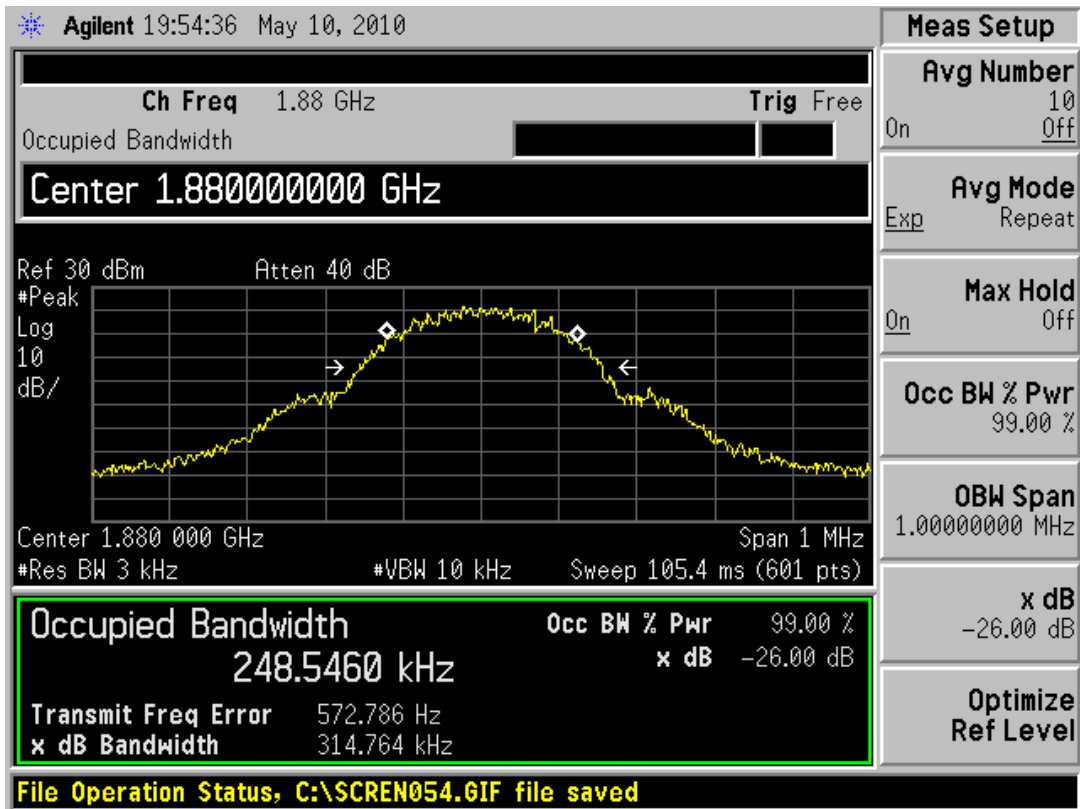 Agilent 19:54:36 May 10, 2010
Meas Setup
Ch Freq 1.88 GHz Trig Free
Occupied Bandwidth
Center 1.880000000 GHz
Ref 30 dBm Atten 40 dB
#Peak
Log
10
dB/
Center 1.880 000 GHz Span 1 MHz
#Res BW 3 kHz #VBW 10 kHz Sweep 105.4 ms (601 pts)
Occupied Bandwidth
248.5460 kHz
Occ BW % Pwr 99.00 %
x dB -26.00 dB
Transmit Freq Error 572.786 Hz
x dB Bandwidth 314.764 kHz
Avg Number
10
On Off
Avg Mode
Exp Repeat
Max Hold
On Off
Occ BW % Pwr
99.00 %
OBW Span
1.00000000 MHz
x dB
-26.00 dB
Optimize
Ref Level
File Operation Status, C:\SCREN054.GIF file saved